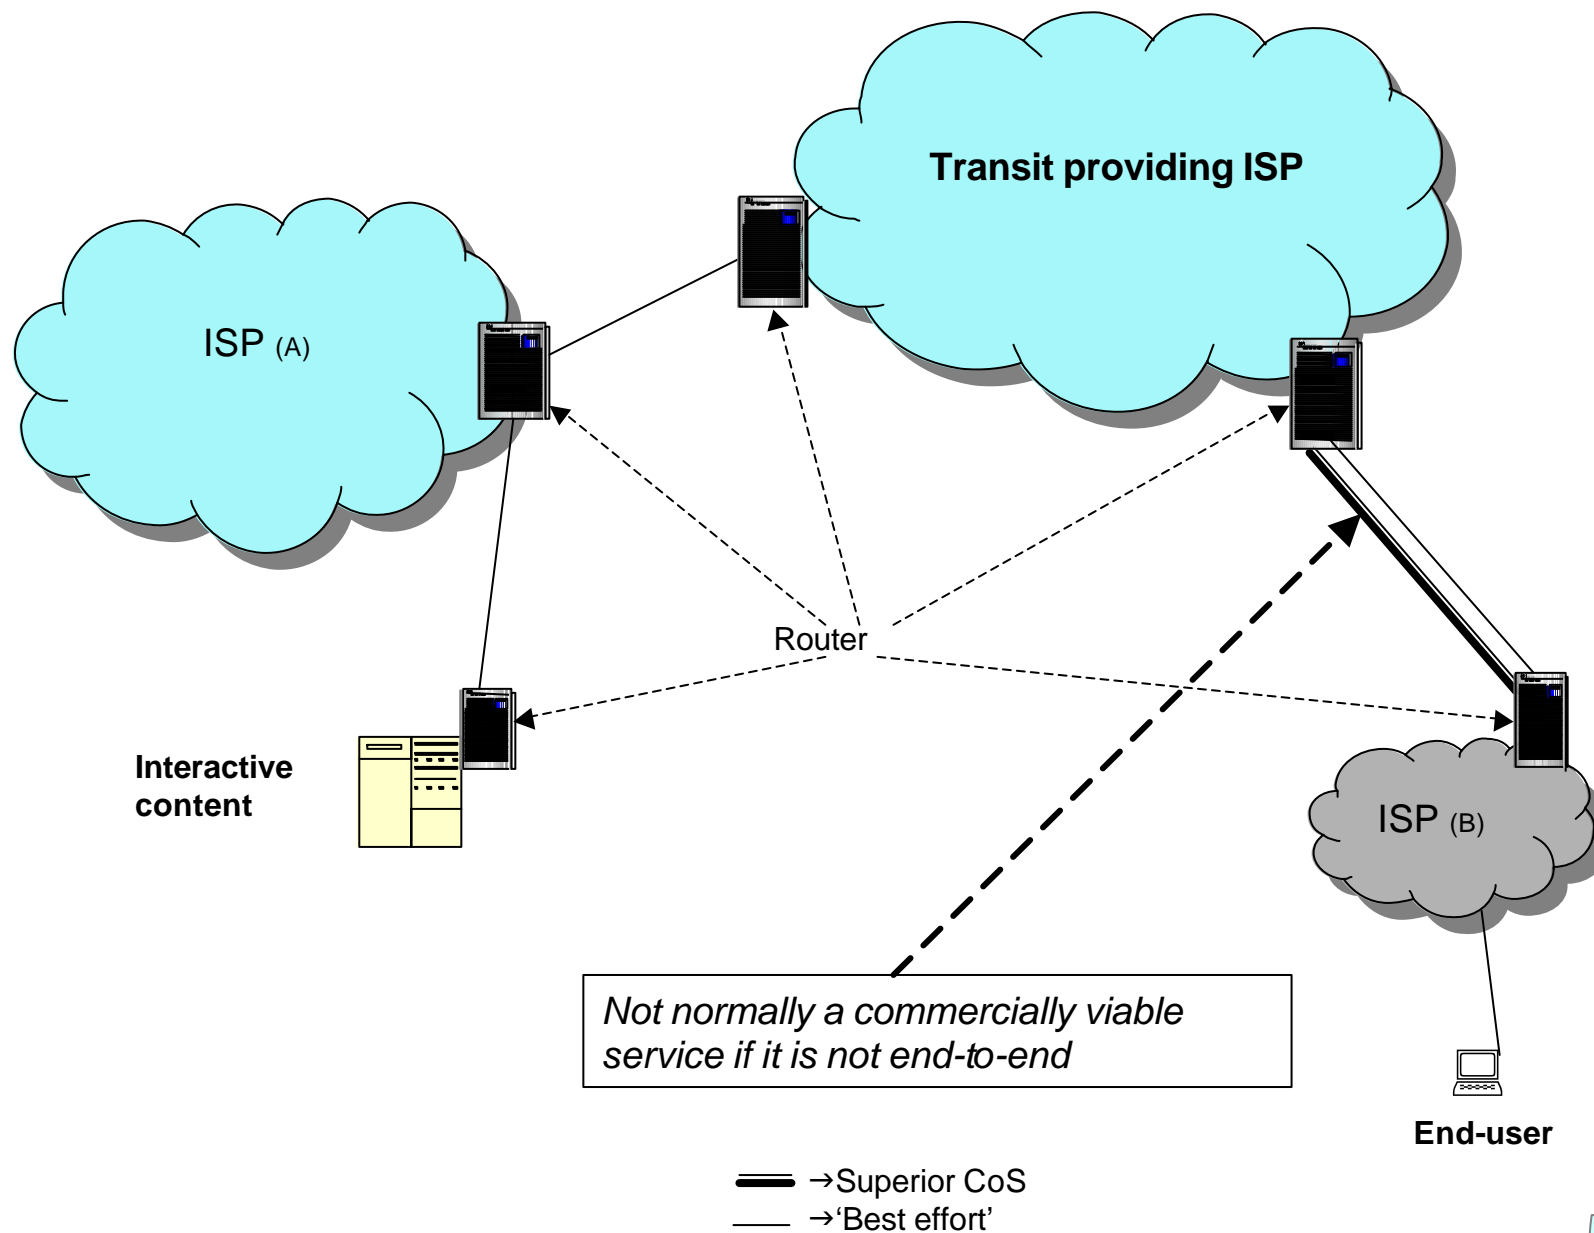 Transit providing ISP
ISP (A)
Router
Interactive
content
ISP (B)
Not normally a commercially viable
service if it is not end-to-end
End-user
→Superior CoS
→‘Best effort’